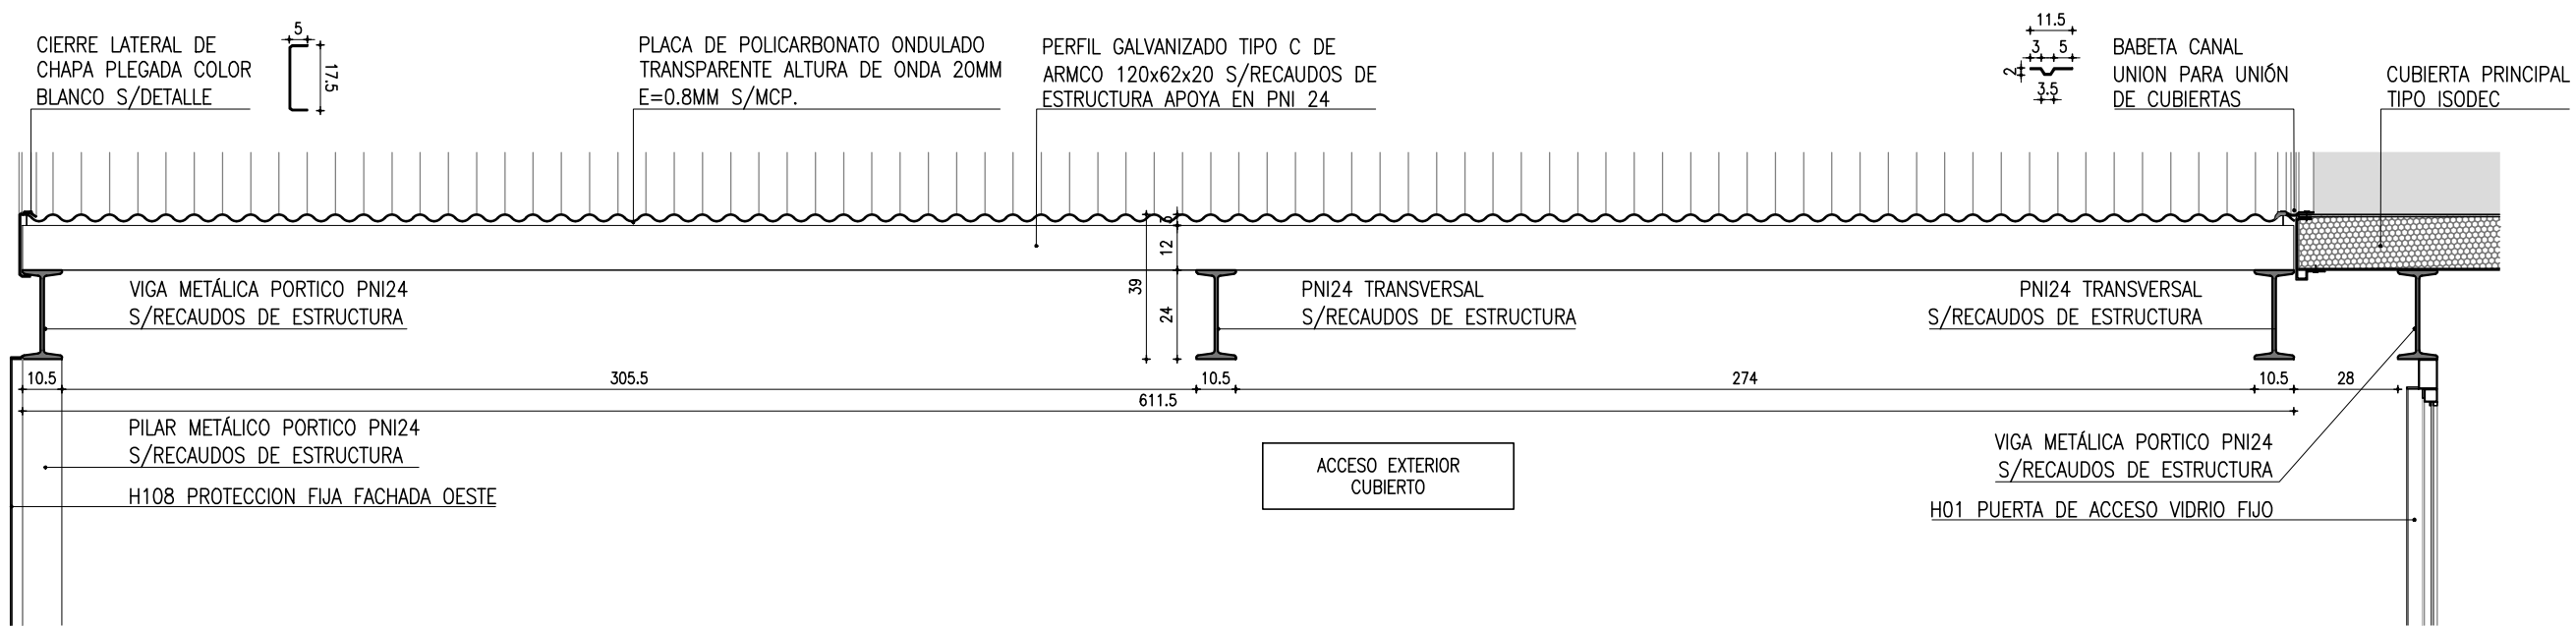 5
17.5
CIERRE LATERAL DE
CHAPA PLEGADA COLOR
BLANCO S/DETALLE
PLACA DE POLICARBONATO ONDULADO
TRANSPARENTE ALTURA DE ONDA 20MM
E=0.8MM S/MCP.
PERFIL GALVANIZADO TIPO C DE
ARMCO 120x62x20 S/RECAUDOS DE
ESTRUCTURA APOYA EN PNI 24
11.5
3 5
2
3.5
BABETA CANAL
UNION PARA UNIÓN
DE CUBIERTAS
CUBIERTA PRINCIPAL
TIPO ISODEC
3
12
39
24
VIGA METÁLICA PORTICO PNI24
S/RECAUDOS DE ESTRUCTURA
PNI24 TRANSVERSAL
S/RECAUDOS DE ESTRUCTURA
PNI24 TRANSVERSAL
S/RECAUDOS DE ESTRUCTURA
10.5 305.5 10.5 274 10.5 28
611.5
PILAR METÁLICO PORTICO PNI24
S/RECAUDOS DE ESTRUCTURA
H108 PROTECCION FIJA FACHADA OESTE
ACCESO EXTERIOR
CUBIERTO
VIGA METÁLICA PORTICO PNI24
S/RECAUDOS DE ESTRUCTURA
H01 PUERTA DE ACCESO VIDRIO FIJO